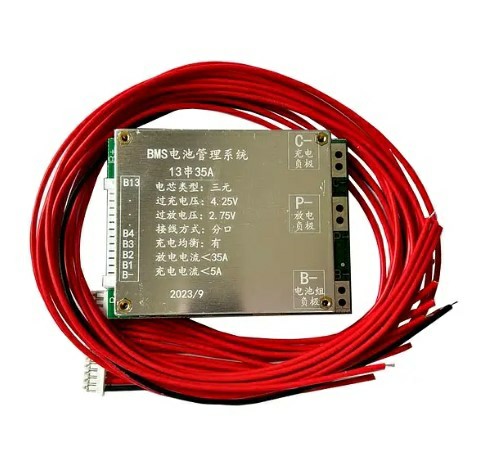 BMS电池管理系统
13串35A
电芯类型: 三元
过充电压: 4.25V
过放电压: 2.75V
接线方式: 分口
充电均衡: 有
放电电流<35A
充电电流<5A
2023/9
B13
B4
B3
B2
B1
B-
C-
充电
负极
P-
放电
负极
B-
电池组
负极